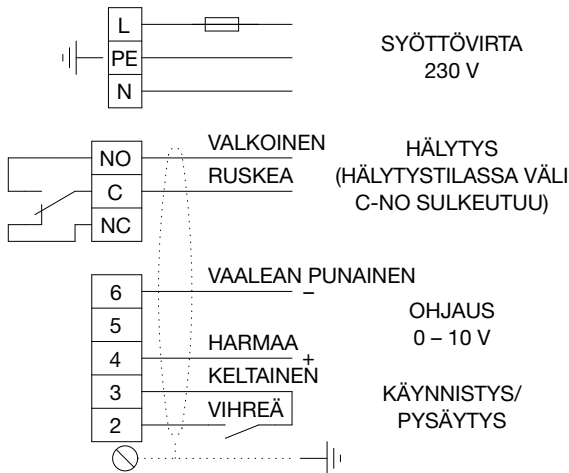 L
PE
N
SYÖTTÖVIRTA
230 V
NO
C
NC
VALKOINEN
RUSKEA
HÄLYTYS
(HÄLYTYSTILASSA VÄLI
C-NO SULKEUTUU)
6
5
4
3
2
VAALEAN PUNAINEN
–
HARMAA
+
KELTAINEN
VIHREÄ
OHJAUS
0 – 10 V
KÄYNNISTYS/
PYSÄYTYS